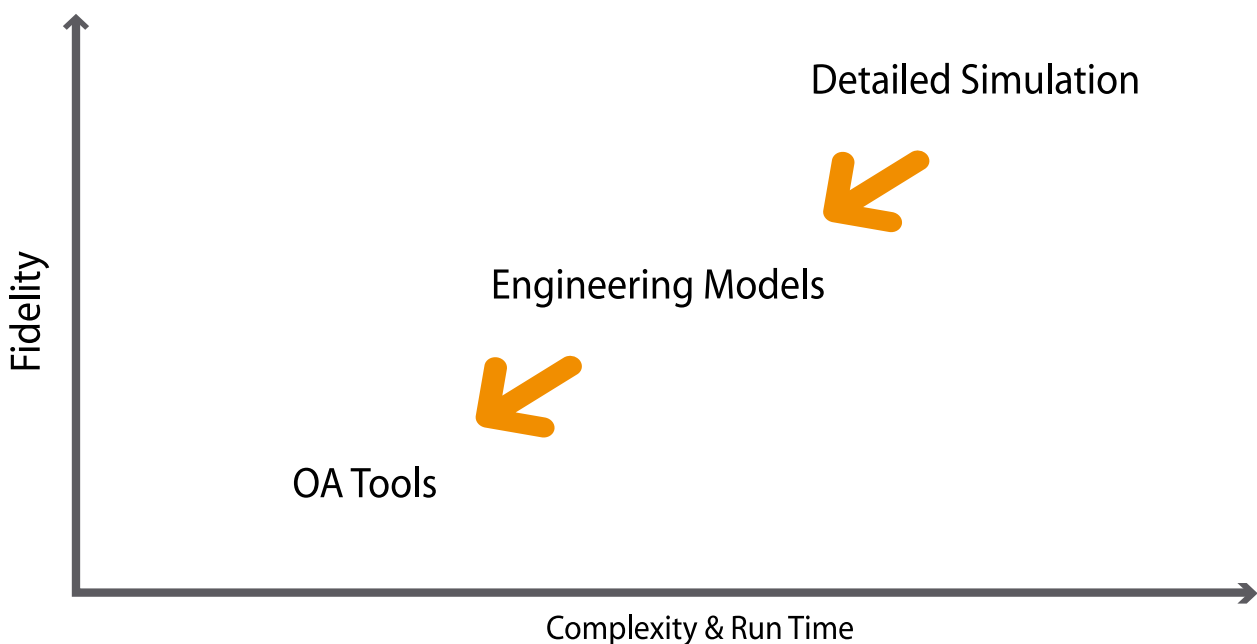 Detailed Simulation
Engineering Models
Fidelity
OA Tools
Complexity & Run Time